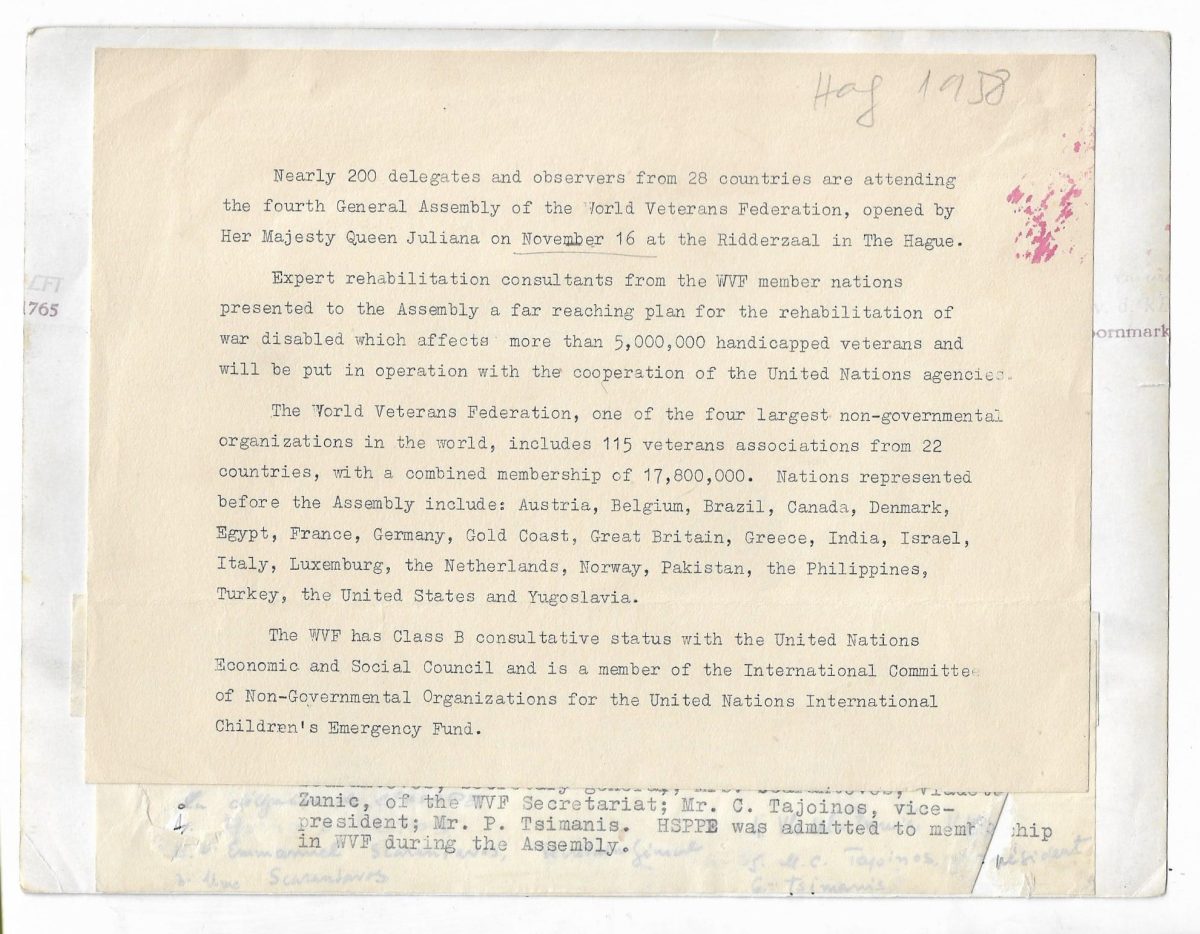 Hag 1958
Nearly 200 delegates and observers from 28 countries are attending
the fourth General Assembly of the World Veterans Federation, opened by
Her Majesty Queen Juliana on November 16 at the Ridderzaal in The Hague.
Expert rehabilitation consultants from the WVF member nations
presented to the Assembly a far reaching plan for the rehabilitation of
war disabled which affects more than 5,000,000 handicapped veterans and
will be put in operation with the cooperation of the United Nations agencies.
The World Veterans Federation, one of the four largest non-governmental
organizations in the world, includes 115 veterans associations from 22
countries, with a combined membership of 17,800,000. Nations represented
before the Assembly include: Austria, Belgium, Brazil, Canada, Denmark,
Egypt, France, Germany, Gold Coast, Great Britain, Greece, India, Israel,
Italy, Luxemburg, the Netherlands, Norway, Pakistan, the Philippines,
Turkey, the United States and Yugoslavia.
The WVF has Class B consultative status with the United Nations
Economic and Social Council and is a member of the International Committee
of Non-Governmental Organizations for the United Nations International
Children's Emergency Fund.
1765
oornmark
Zunic, of the WVF Secretariat; Mr. C. Tajoinos, vice-
president; Mr. P. Tsimanis. HSPPE was admitted to memb ship
in WVF during the Assembly.
Emmanuel
5. M. C. Tajoinos,
6. Tsimanis